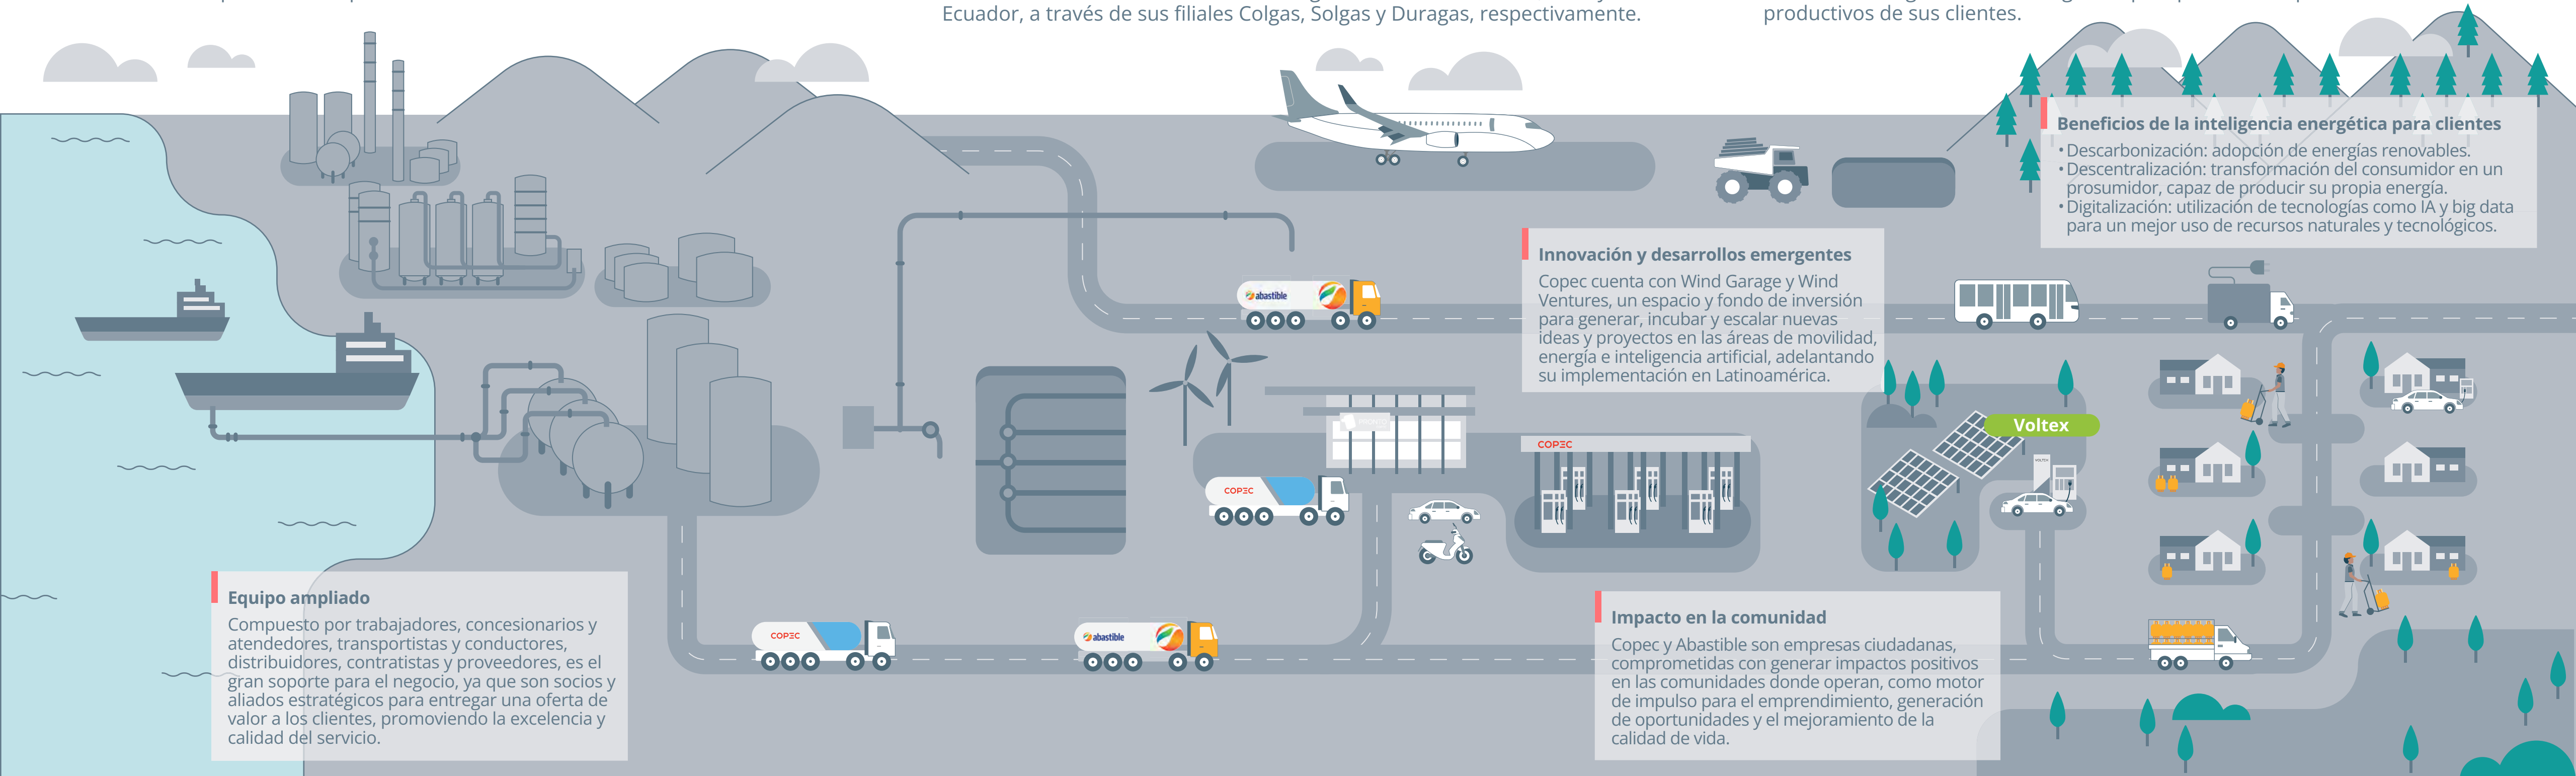 Ecuador, a través de sus filiales Colgas, Solgas y Duragas, respectivamente.
productivos de sus clientes.
Beneficios de la inteligencia energética para clientes
• Descarbonización: adopción de energías renovables.
• Descentralización: transformación del consumidor en un
prosumidor, capaz de producir su propia energía.
• Digitalización: utilización de tecnologías como IA y big data
para un mejor uso de recursos naturales y tecnológicos.
Innovación y desarrollos emergentes
Copec cuenta con Wind Garage y Wind
Ventures, un espacio y fondo de inversión
para generar, incubar y escalar nuevas
ideas y proyectos en las áreas de movilidad,
energía e inteligencia artificial, adelantando
su implementación en Latinoamérica.
abastible
Voltex
COPEC
COPEC
VOLTEX
Equipo ampliado
Compuesto por trabajadores, concesionarios y
atendedores, transportistas y conductores,
distribuidores, contratistas y proveedores, es el
gran soporte para el negocio, ya que son socios y
aliados estratégicos para entregar una oferta de
valor a los clientes, promoviendo la excelencia y
calidad del servicio.
COPEC
abastible
Impacto en la comunidad
Copec y Abastible son empresas ciudadanas,
comprometidas con generar impactos positivos
en las comunidades donde operan, como motor
de impulso para el emprendimiento, generación
de oportunidades y el mejoramiento de la
calidad de vida.